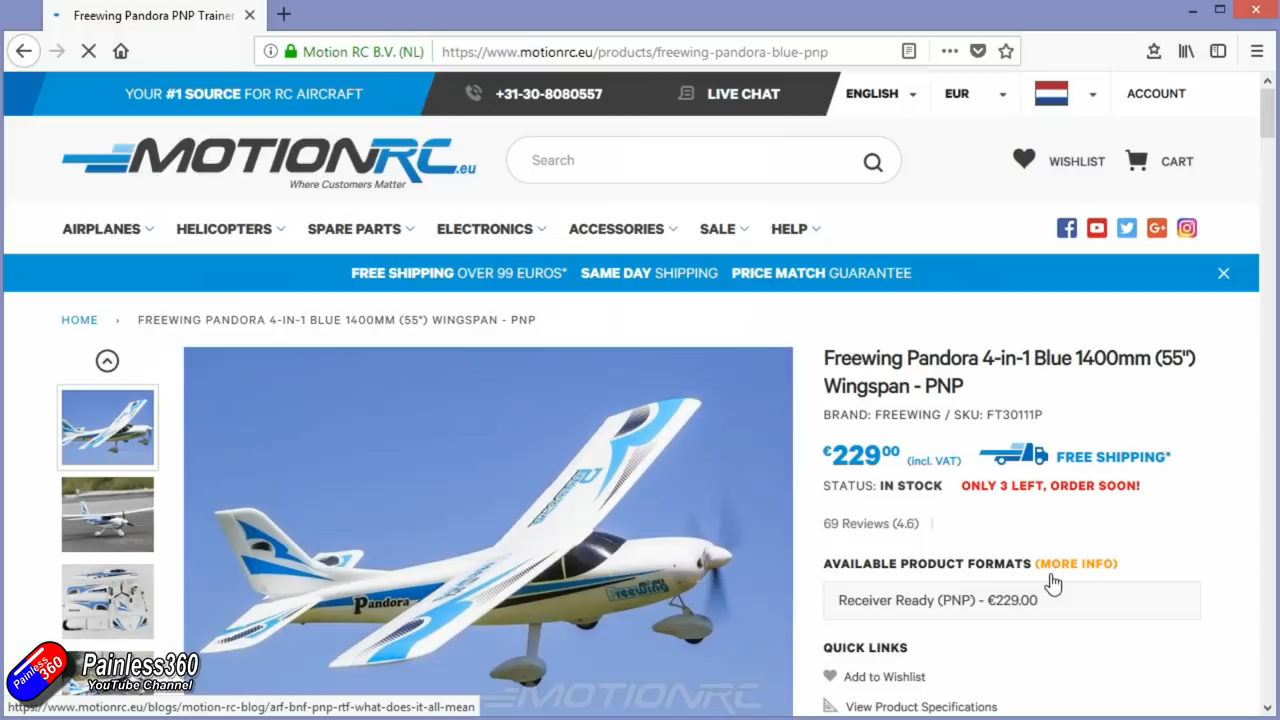 Freewing Pandora PNP Trainer
Motion RC B.V. (NL)
https://www.motionrc.eu/products/freewing-pandora-blue-pnp
YOUR #1 SOURCE FOR RC AIRCRAFT
+31-30-8080557
LIVE CHAT
ENGLISH
EUR
ACCOUNT
MOTIONRC.eu
Where Customers Matter
Search
WISHLIST
CART
AIRPLANES
HELICOPTERS
SPARE PARTS
ELECTRONICS
ACCESSORIES
SALE
HELP
FREE SHIPPING OVER 99 EUROS* SAME DAY SHIPPING PRICE MATCH GUARANTEE
HOME › FREEWING PANDORA 4-IN-1 BLUE 1400MM (55") WINGSPAN - PNP
Freewing Pandora 4-in-1 Blue 1400mm (55")
Wingspan - PNP
BRAND: FREEWING / SKU: FT30111P
€229⁰⁰ (incl. VAT)
FREE SHIPPING*
STATUS: IN STOCK ONLY 3 LEFT, ORDER SOON!
69 Reviews (4.6)
AVAILABLE PRODUCT FORMATS (MORE INFO)
Receiver Ready (PNP) - €229.00
QUICK LINKS
Add to Wishlist
View Product Specifications
Pandora
Freewing
MOTIONRC
Painless360
Painless360
YouTube Channel
https://www.motionrc.eu/blogs/motion-rc-blog/arf-bnf-pnp-rtf-what-does-it-all-mean